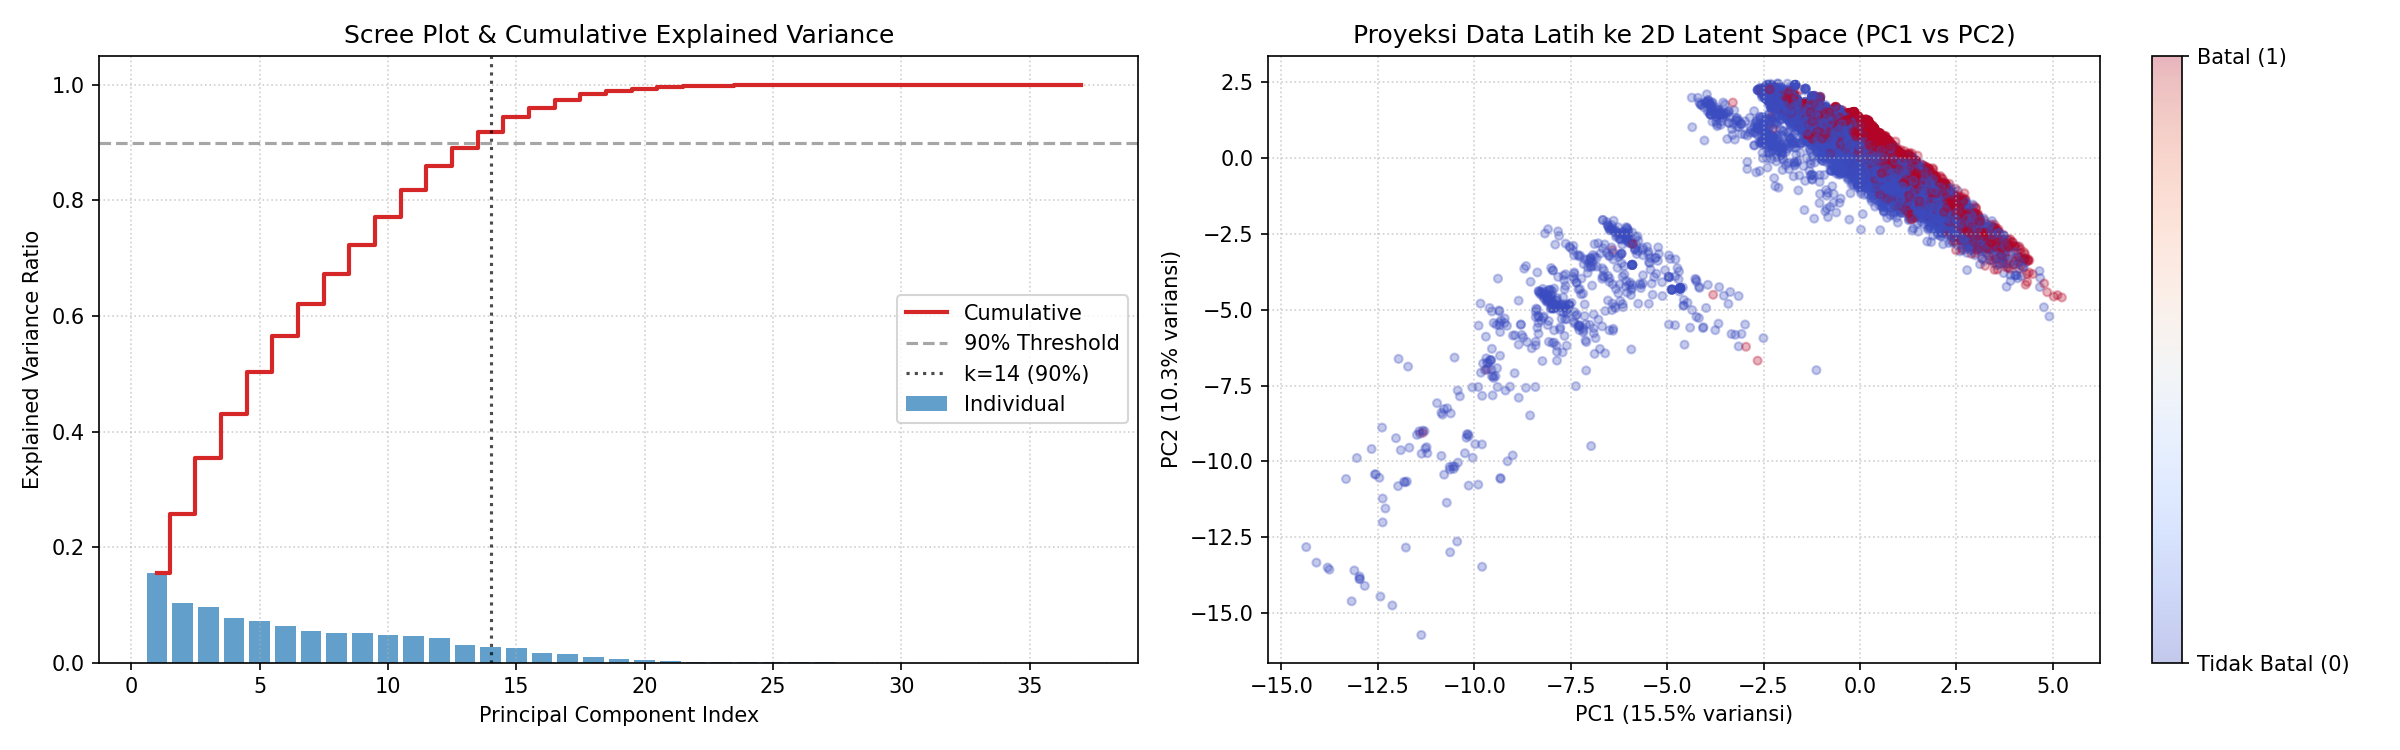 Scree Plot & Cumulative Explained Variance
Explained Variance Ratio
1.0
0.8
0.6
0.4
0.2
0.0
0 5 10 15 20 25 30 35
Principal Component Index
Cumulative
90% Threshold
k=14 (90%)
Individual
Proyeksi Data Latih ke 2D Latent Space (PC1 vs PC2)
PC2 (10.3% variansi)
2.5
0.0
−2.5
−5.0
−7.5
−10.0
−12.5
−15.0
−15.0 −12.5 −10.0 −7.5 −5.0 −2.5 0.0 2.5 5.0
PC1 (15.5% variansi)
Batal (1)
Tidak Batal (0)